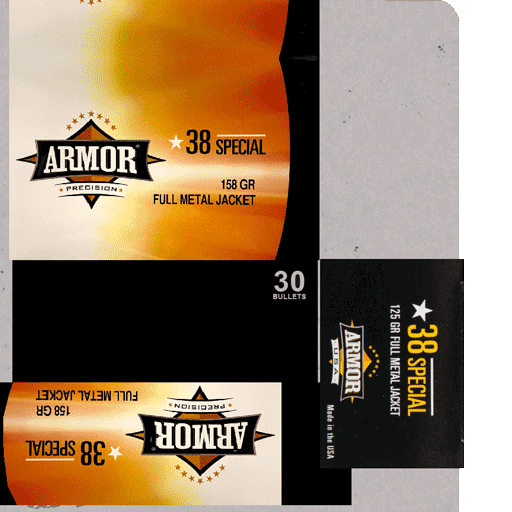 ★38 SPECIAL
ARMOR
PRECISION
158 GR
FULL METAL JACKET
30
BULLETS
★38 SPECIAL
125 GR FULL METAL JACKET
ARMOR
USA
Made in the USA
FULL METAL JACKET
158 GR
★38 SPECIAL
ARMOR
PRECISION